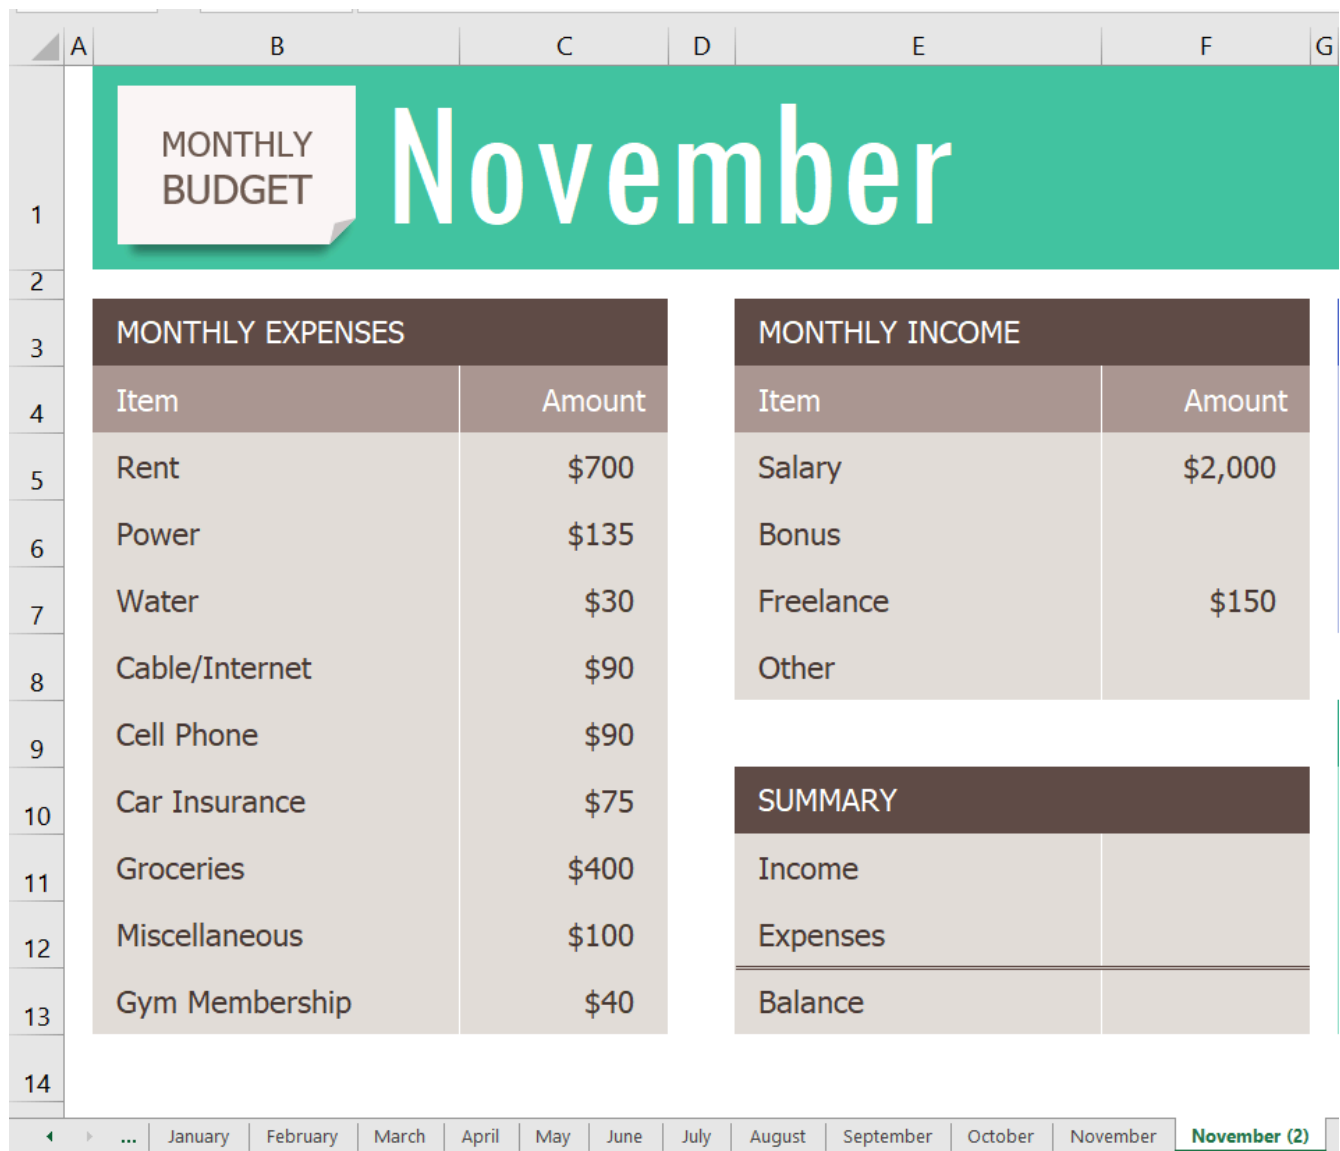 A B C D E F G
1
MONTHLY
BUDGET
November
2
3 MONTHLY EXPENSES MONTHLY INCOME
4 Item Amount Item Amount
5 Rent $700 Salary $2,000
6 Power $135 Bonus
7 Water $30 Freelance $150
8 Cable/Internet $90 Other
9 Cell Phone $90
10 Car Insurance $75 SUMMARY
11 Groceries $400 Income
12 Miscellaneous $100 Expenses
13 Gym Membership $40 Balance
14
... January February March April May June July August September October November November (2)